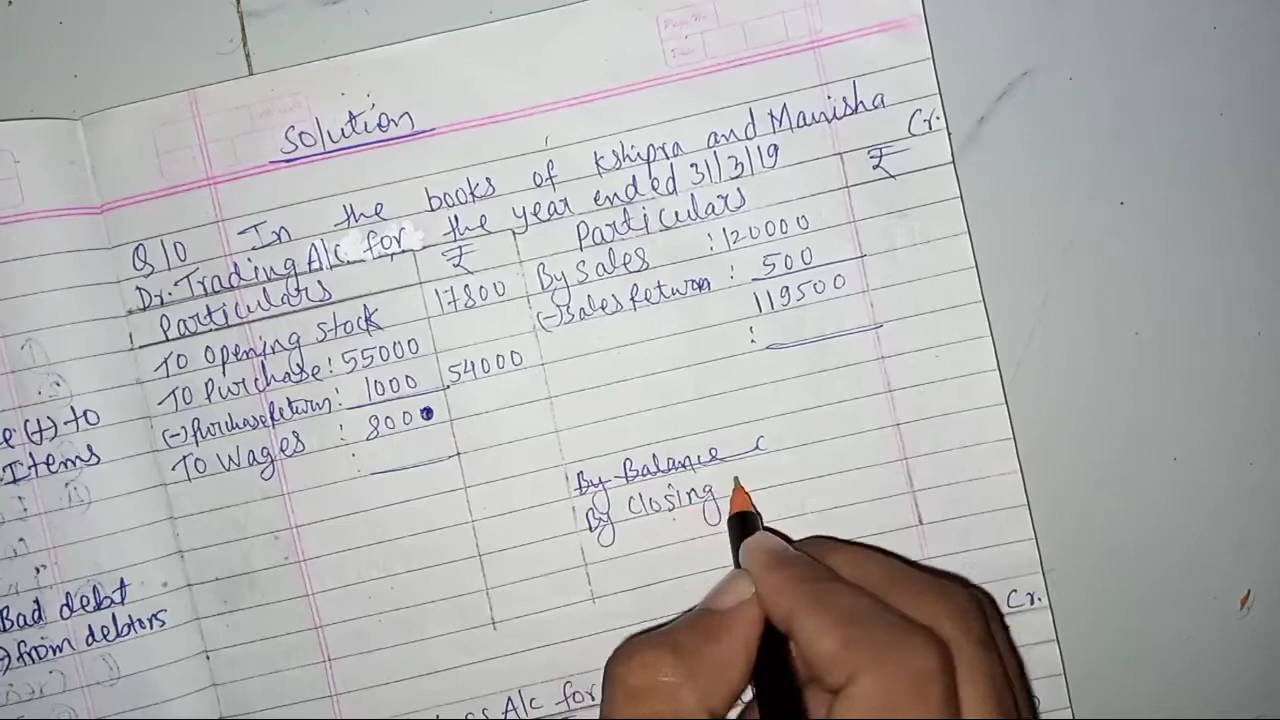 Solution
Q10 In the books of Kshipra and Manisha
Dr. Trading A/c for the year ended 31/3/19 Cr.
Particulars ₹ Particulars ₹
To Opening Stock 17800 By Sales : 120000
To Purchase : 55000 (-) Sales Return : 500
(-) Purchase Return : 1000 54000 119500
To Wages : 800
By Balance C
By Closing
e (+) to
Items
Bad debt
from debtors
Cr.
A/c for